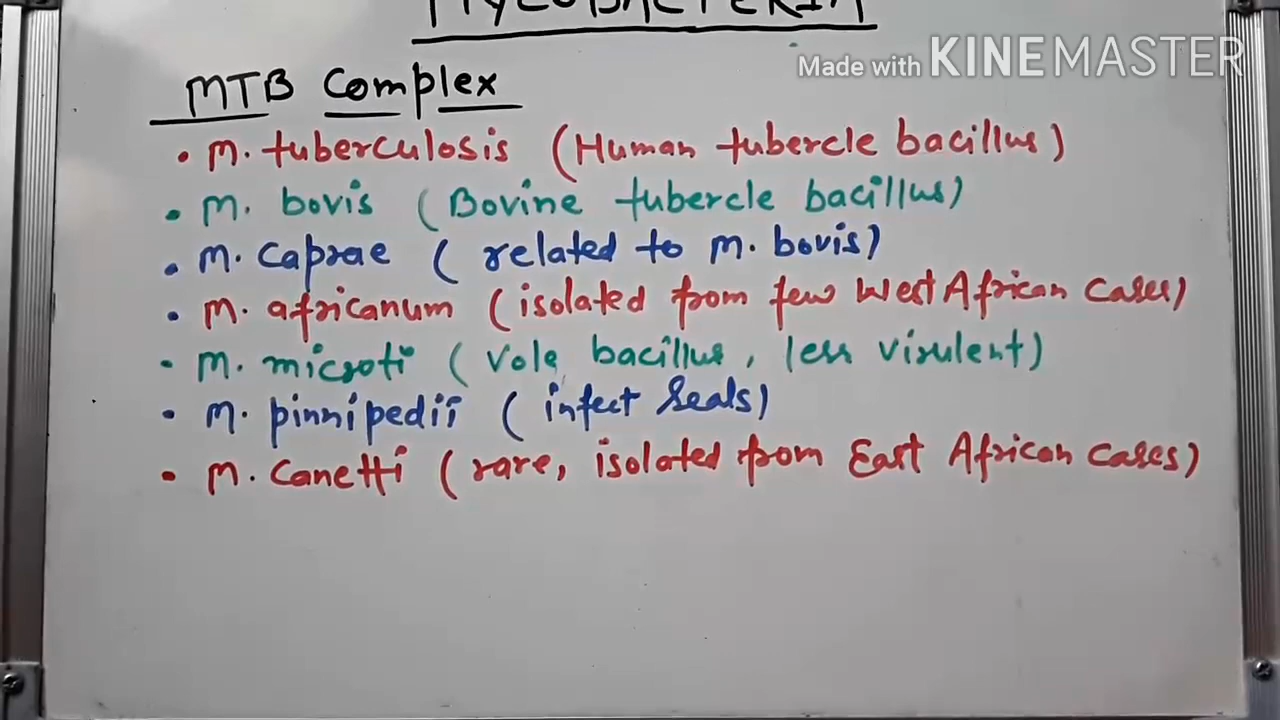 MYCOBACTERIA
Made with KINEMASTER
MTB Complex
• M. tuberculosis (Human tubercle bacillus)
• M. bovis (Bovine tubercle bacillus)
• M. caprae (related to M. bovis)
• M. africanum (isolated from few West African cases)
• M. microti (Vole bacillus, less virulent)
• M. pinnipedii (infect seals)
• M. canetti (rare, isolated from East African cases)